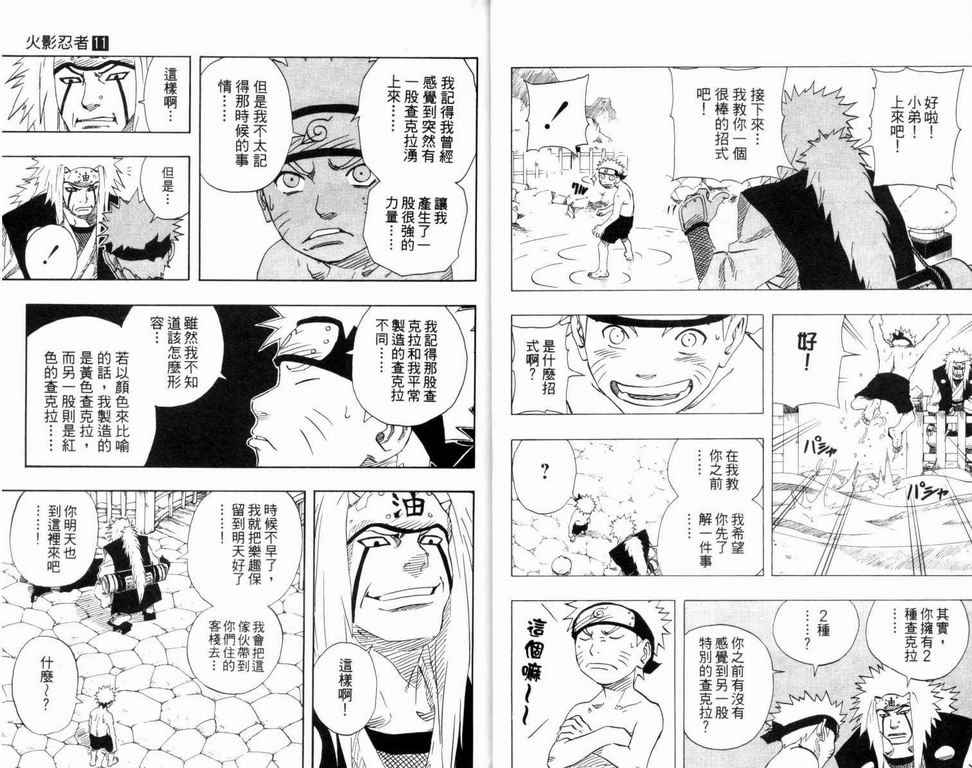 火影忍者11
好啦！
小弟！
上來吧！
接下來…
我教你一個
很棒的招式
吧！
！
好！
パシャ
パシャ
是什麼招
式啊？
在我教
你之前
……
我希望
你先了
解一件事
……
？
其實，
你擁有2
種查克拉
……
2種
……？
你之前有沒有
感覺到另一股
特別的查克拉？
這個嘛～～
我記得我曾經
感覺到突然有
一股查克拉湧
上來……
讓我
產生了一
股很強的
力量……
但是我不太記
得那時候的事
情…
這樣啊…
油
但是…
！
我記得那股查
克拉和我平常
製造的查克拉
不同……
雖然我不知
道該怎麼形
容…
若以顏色來比喻
的話，我製造的
是黃色查克拉，
而另一股則是紅
色的查克拉……
油
這樣啊！
時候不早了，
我就把樂趣保
留到明天好了
……！
我會把這
傢伙帶到
你們住的
客棧去…
你明天也
到這裡來吧
……！
什麼～？